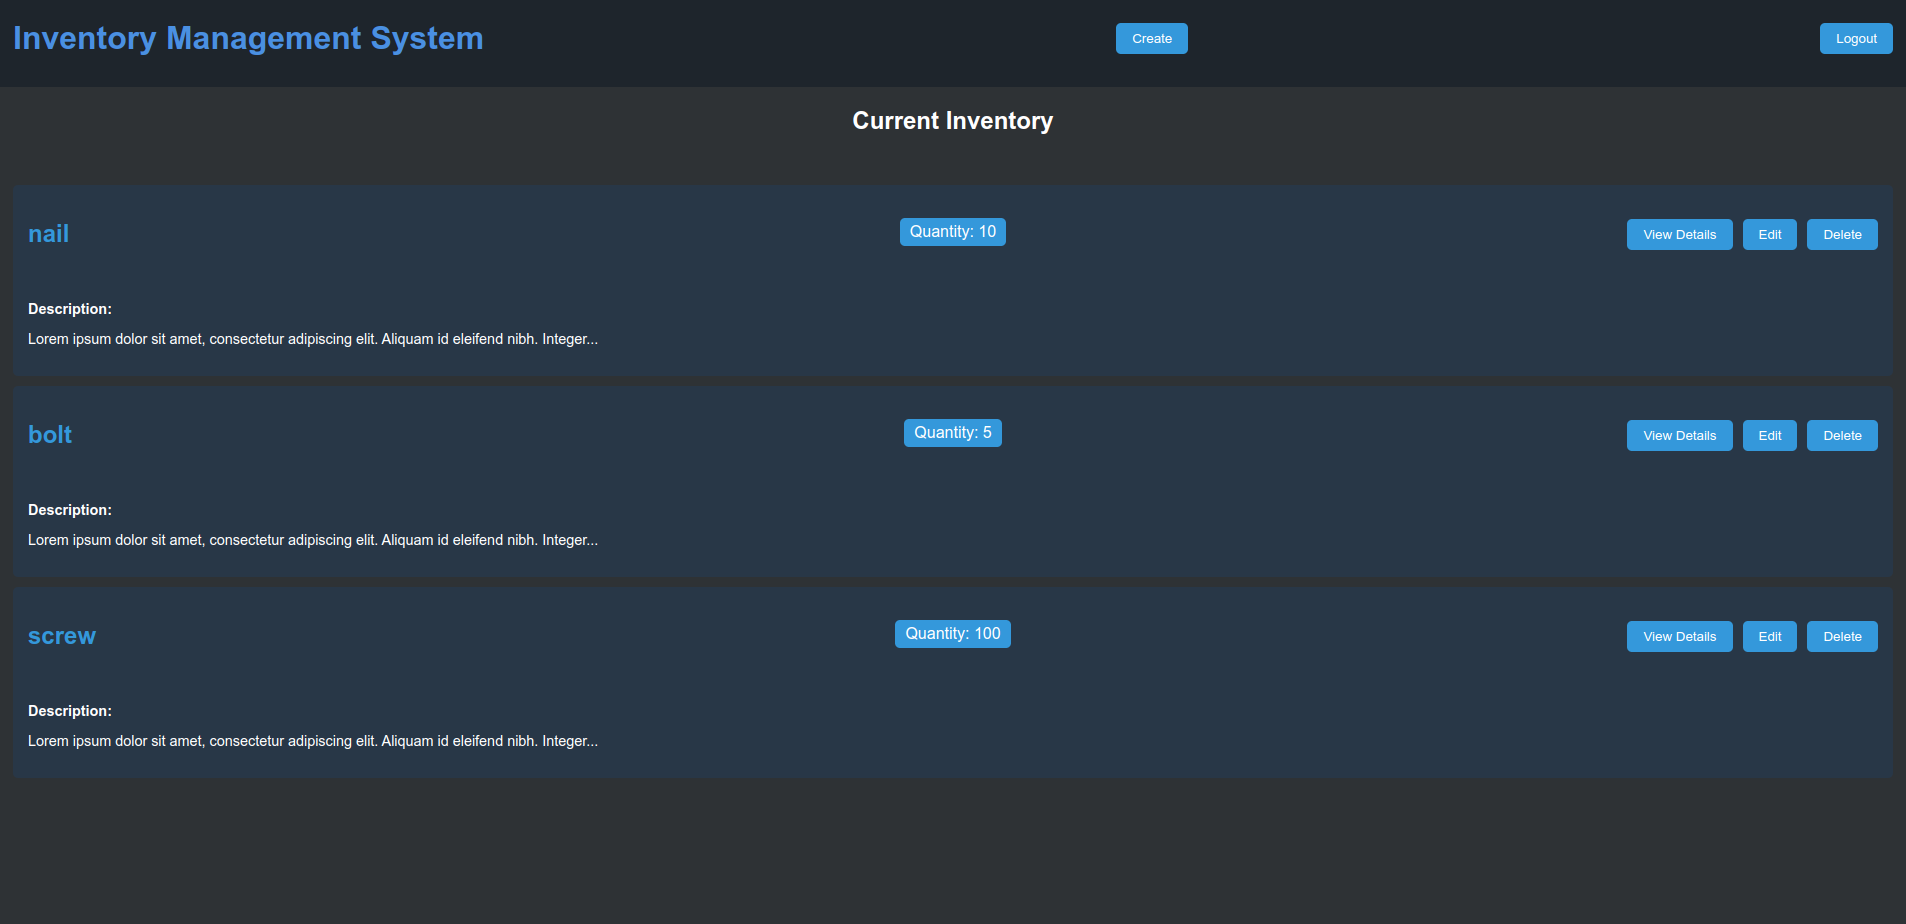 Inventory Management System
Create
Logout
Current Inventory
nail
Quantity: 10
View Details
Edit
Delete
Description:
Lorem ipsum dolor sit amet, consectetur adipiscing elit. Aliquam id eleifend nibh. Integer...
bolt
Quantity: 5
View Details
Edit
Delete
Description:
Lorem ipsum dolor sit amet, consectetur adipiscing elit. Aliquam id eleifend nibh. Integer...
screw
Quantity: 100
View Details
Edit
Delete
Description:
Lorem ipsum dolor sit amet, consectetur adipiscing elit. Aliquam id eleifend nibh. Integer...